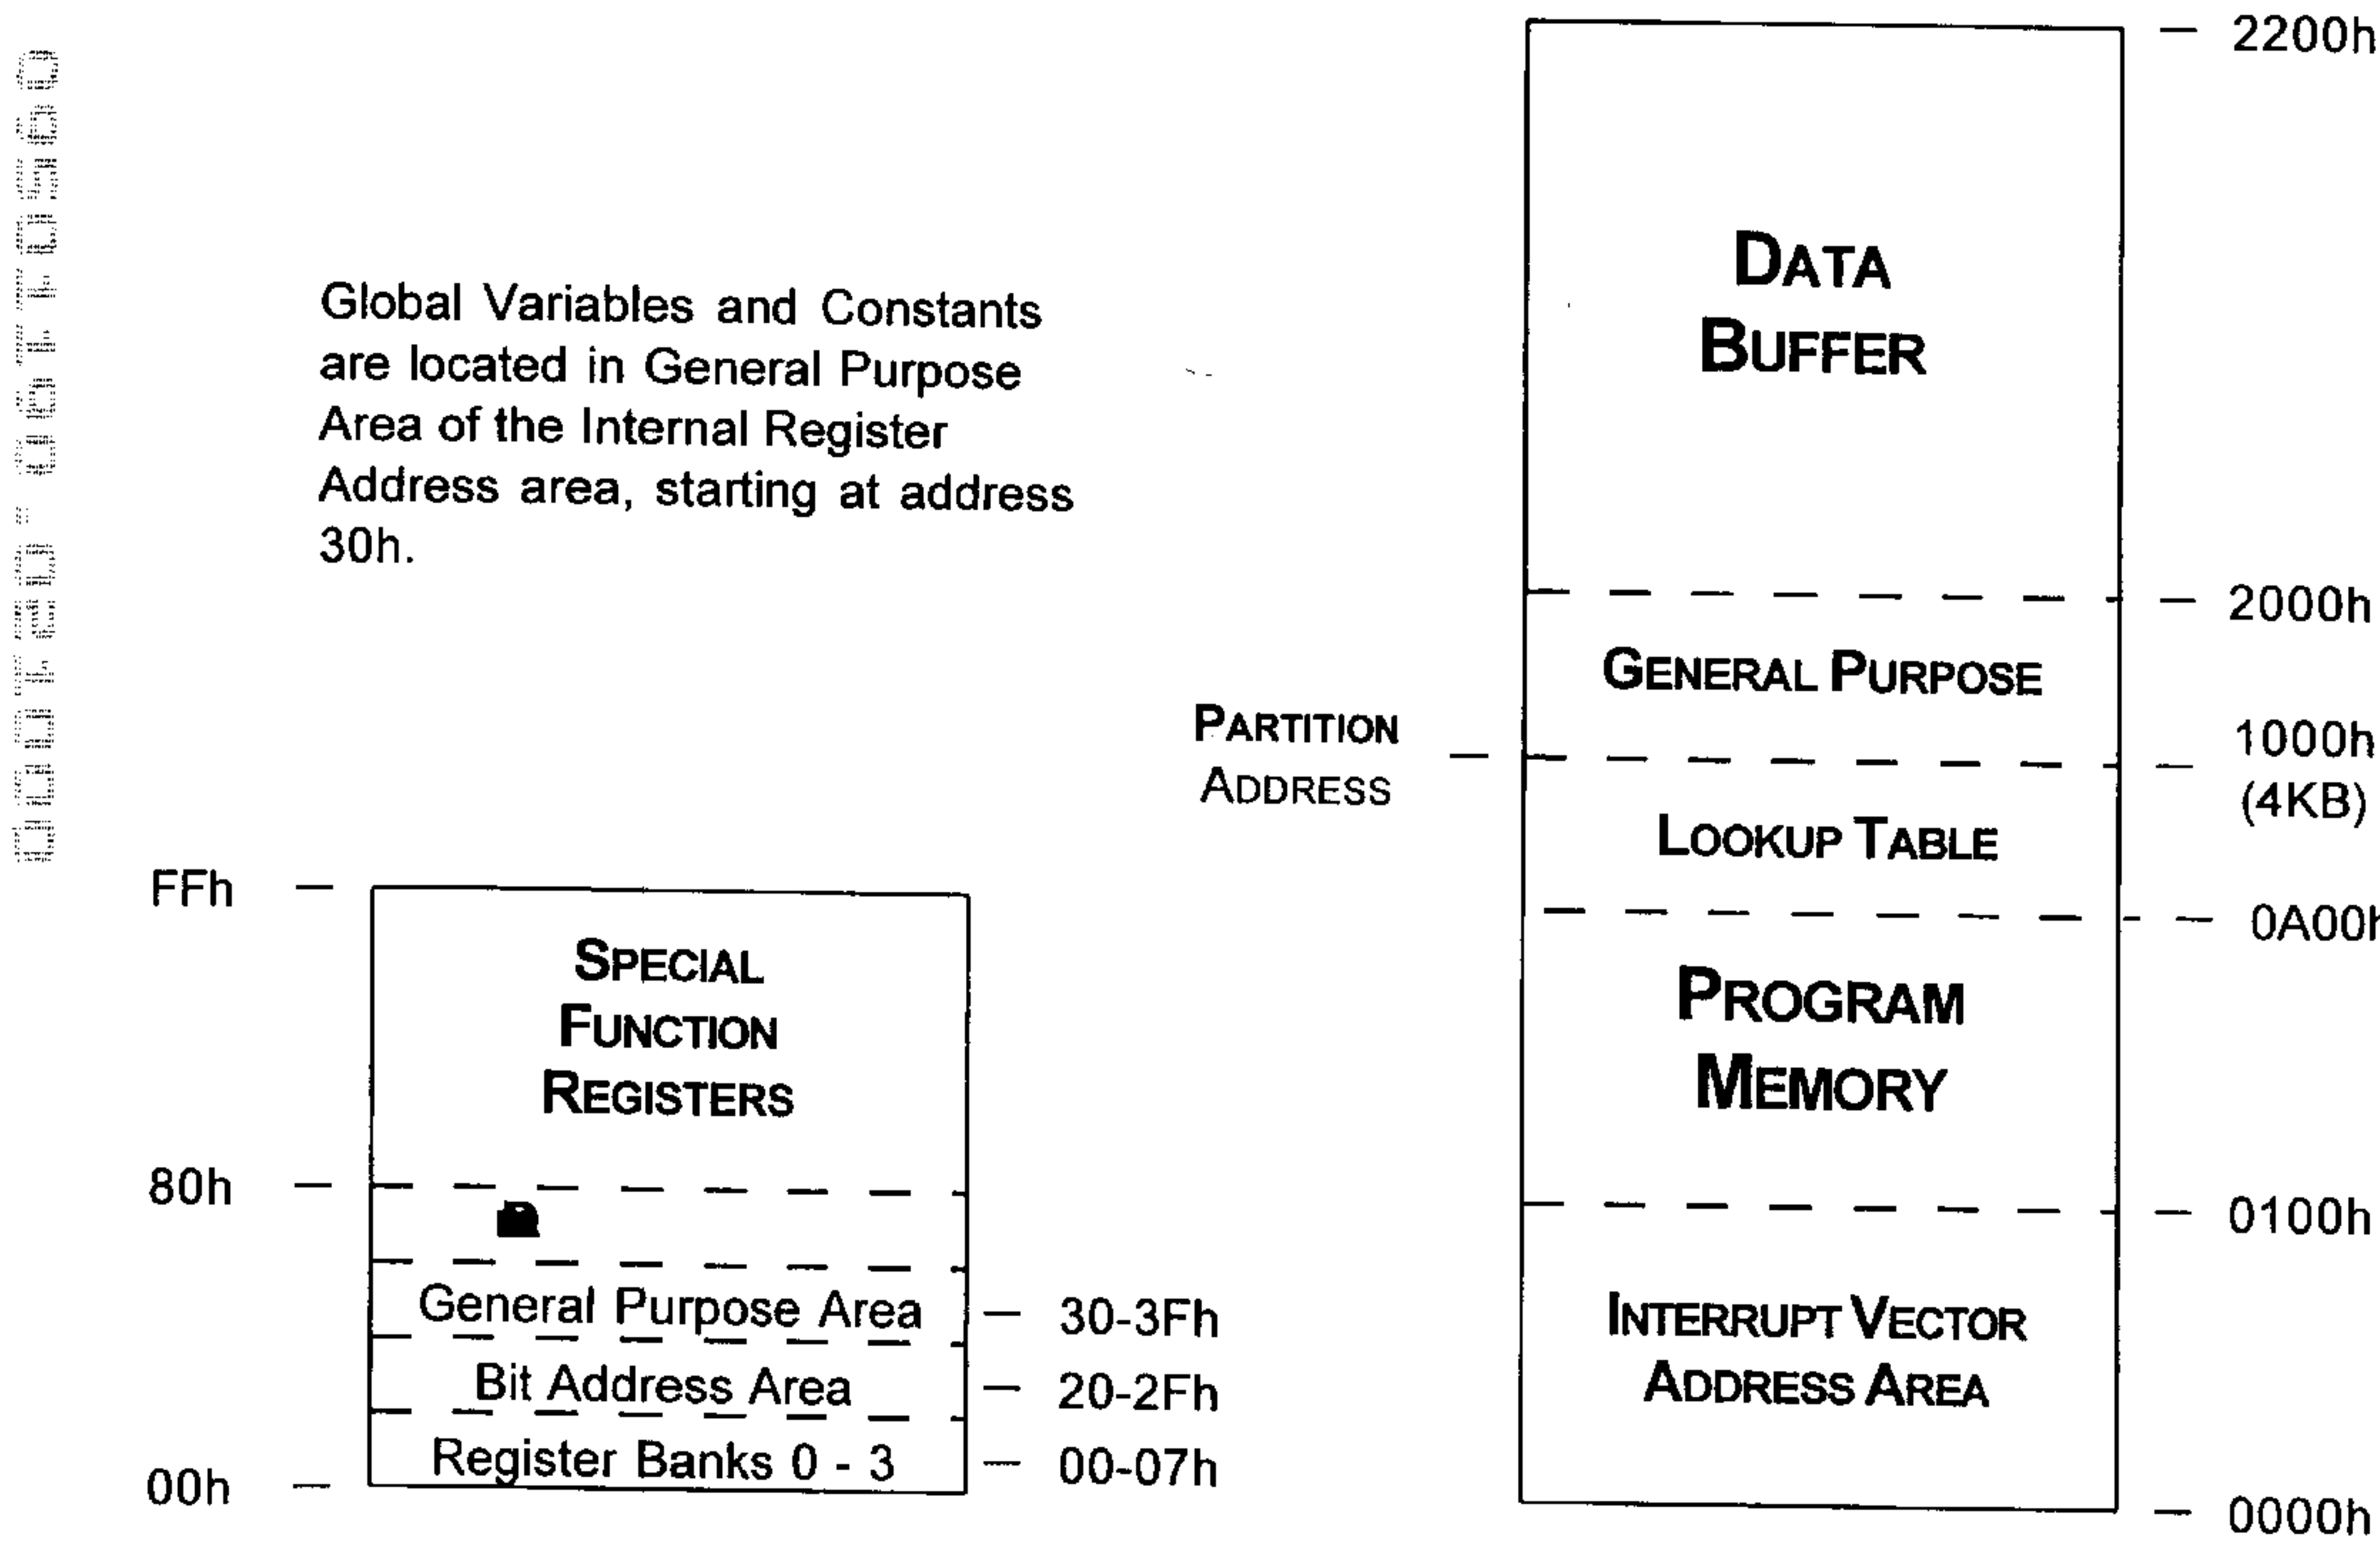 Global Variables and Constants
are located in General Purpose
Area of the Internal Register
Address area, starting at address
30h.
FFh
SPECIAL
FUNCTION
REGISTERS
80h
General Purpose Area
30-3Fh
Bit Address Area
20-2Fh
Register Banks 0 - 3
00-07h
00h
2200h
DATA
BUFFER
2000h
GENERAL PURPOSE
PARTITION
ADDRESS
1000h
(4KB)
LOOKUP TABLE
0A00h
PROGRAM
MEMORY
0100h
INTERRUPT VECTOR
ADDRESS AREA
0000h